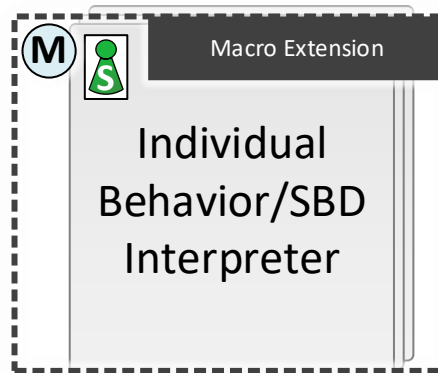 M
S
Macro Extension
Individual
Behavior/SBD
Interpreter